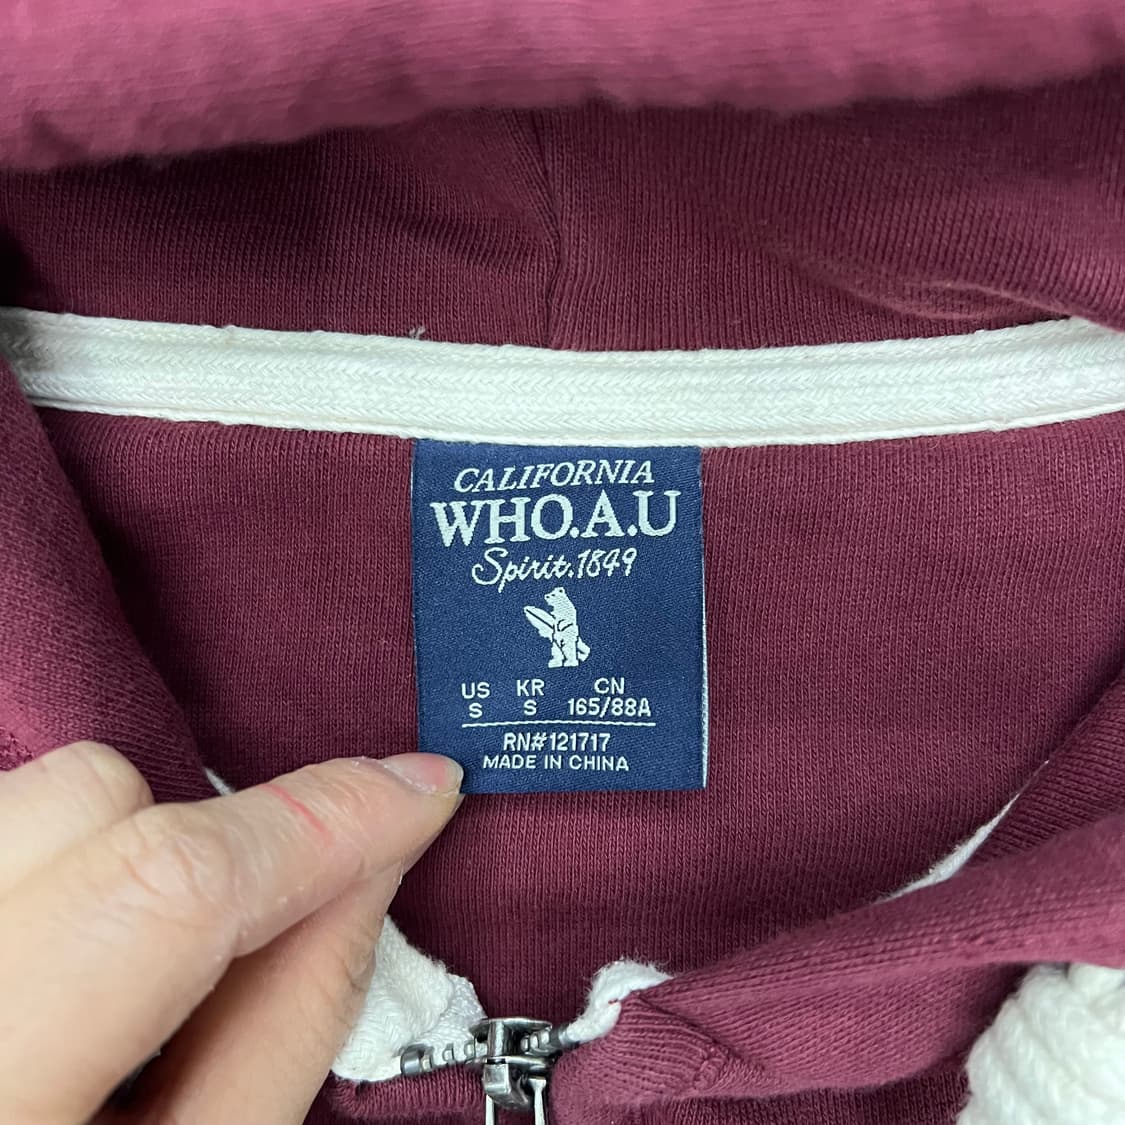 CALIFORNIA
WHO.A.U
Spirit.1849
US KR CN
S S 165/88A
RN#121717
MADE IN CHINA